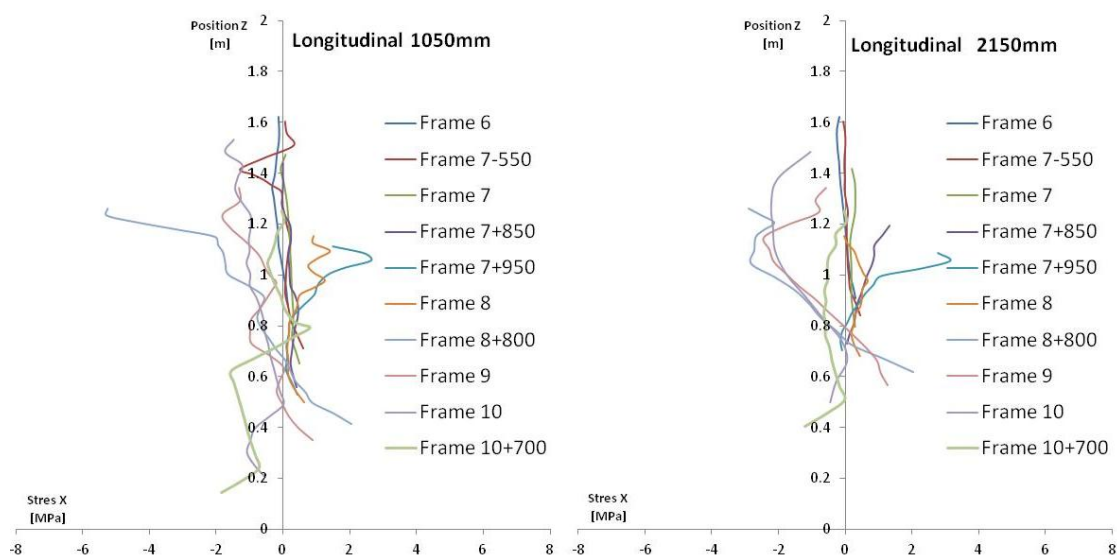 Position Z
[m]
Longitudinal 1050mm
2
1.8
1.6
1.4
1.2
1
0.8
0.6
0.4
0.2
0
Frame 6
Frame 7-550
Frame 7
Frame 7+850
Frame 7+950
Frame 8
Frame 8+800
Frame 9
Frame 10
Frame 10+700
Stres X
[MPa]
-8 -6 -4 -2 0 2 4 6 8
Position Z
[m]
Longitudinal 2150mm
2
1.8
1.6
1.4
1.2
1
0.8
0.6
0.4
0.2
0
Frame 6
Frame 7-550
Frame 7
Frame 7+850
Frame 7+950
Frame 8
Frame 8+800
Frame 9
Frame 10
Frame 10+700
Stres X
[MPa]
-8 -6 -4 -2 0 2 4 6 8